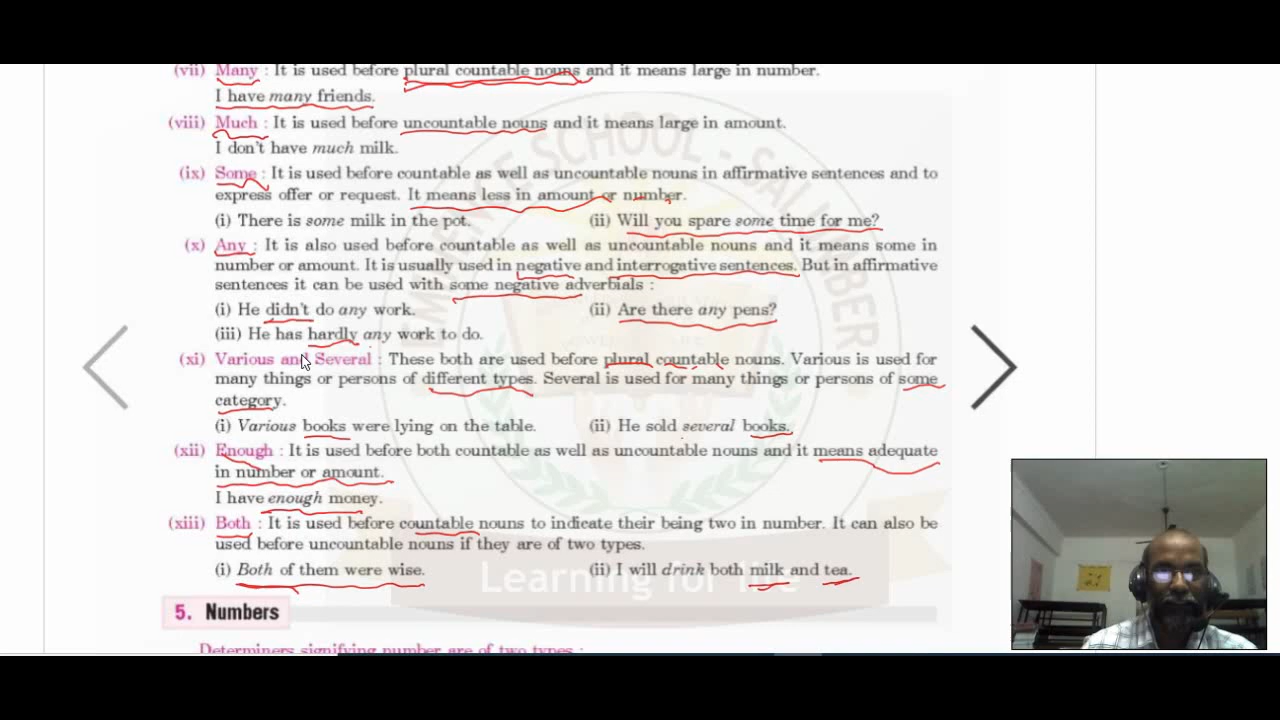 (vii) Many : It is used before plural countable nouns and it means large in number.
I have many friends.
(viii) Much : It is used before uncountable nouns and it means large in amount.
I don't have much milk.
(ix) Some : It is used before countable as well as uncountable nouns in affirmative sentences and to
express offer or request. It means less in amount or number.
(i) There is some milk in the pot. (ii) Will you spare some time for me?
(x) Any : It is also used before countable as well as uncountable nouns and it means some in
number or amount. It is usually used in negative and interrogative sentences. But in affirmative
sentences it can be used with some negative adverbials :
(i) He didn't do any work. (ii) Are there any pens?
(iii) He has hardly any work to do.
(xi) Various and Several : These both are used before plural countable nouns. Various is used for
many things or persons of different types. Several is used for many things or persons of some
category.
(i) Various books were lying on the table. (ii) He sold several books.
(xii) Enough : It is used before both countable as well as uncountable nouns and it means adequate
in number or amount.
I have enough money.
(xiii) Both : It is used before countable nouns to indicate their being two in number. It can also be
used before uncountable nouns if they are of two types.
(i) Both of them were wise. (ii) I will drink both milk and tea.
Learning for life
5. Numbers
Determiners signifying number are of two types :